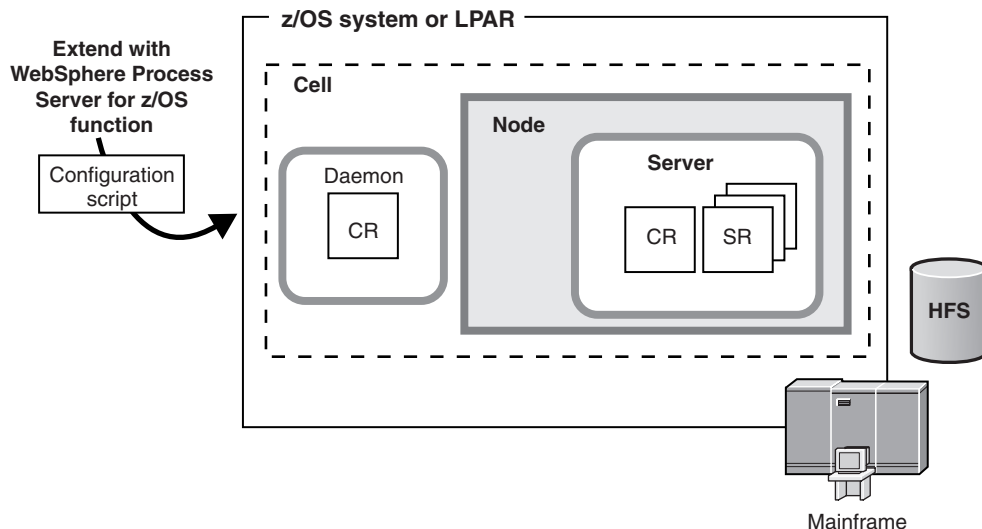 z/OS system or LPAR
Extend with
WebSphere Process
Server for z/OS
function
Configuration
script
Cell
Daemon
CR
Node
Server
CR
SR
HFS
Mainframe